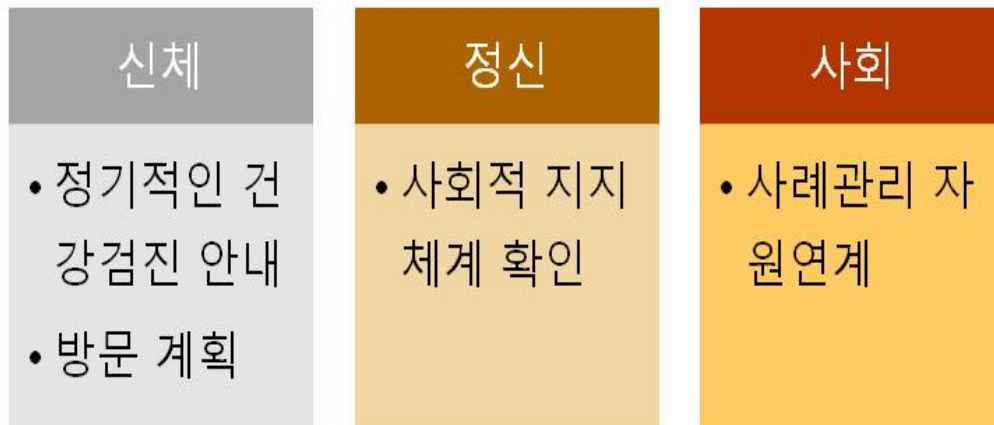 신체
• 정기적인 건
강검진 안내
• 방문 계획
정신
• 사회적 지지
체계 확인
사회
• 사례관리 자
원연계